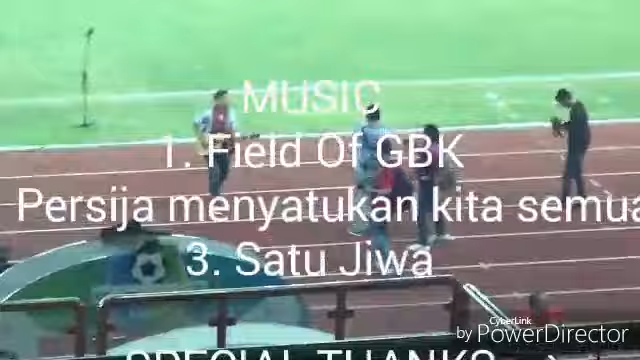 MUSIC
1. Field Of GBK
Persija menyatukan kita semua
3. Satu Jiwa
SPECIAL THANKS
CyberLink
by PowerDirector